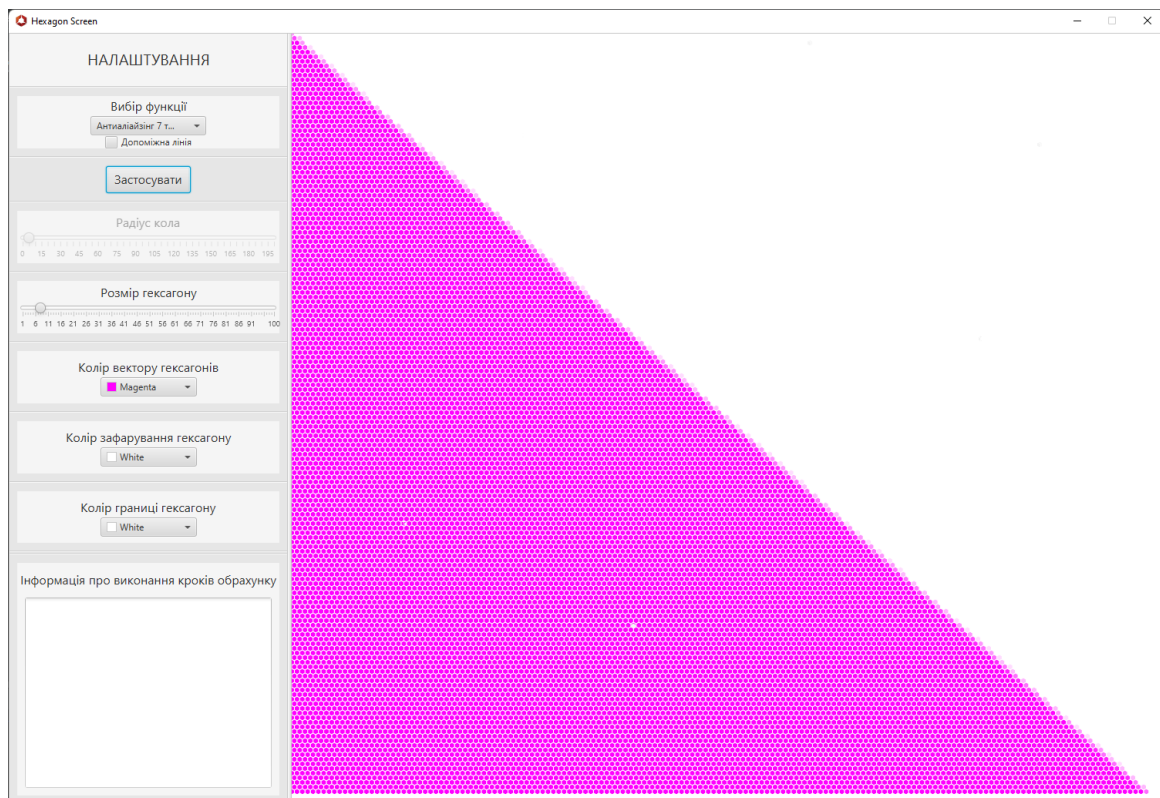 Hexagon Screen
НАЛАШТУВАННЯ
Вибір функції
Антиаліайзінг 7 т...
Допоміжна лінія
Застосувати
Радіус кола
0 15 30 45 60 75 90 105 120 135 150 165 180 195
Розмір гексагону
1 6 11 16 21 26 31 36 41 46 51 56 61 66 71 76 81 86 91 100
Колір вектору гексагонів
Magenta
Колір зафарування гексагону
White
Колір границі гексагону
White
Інформація про виконання кроків обрахунку